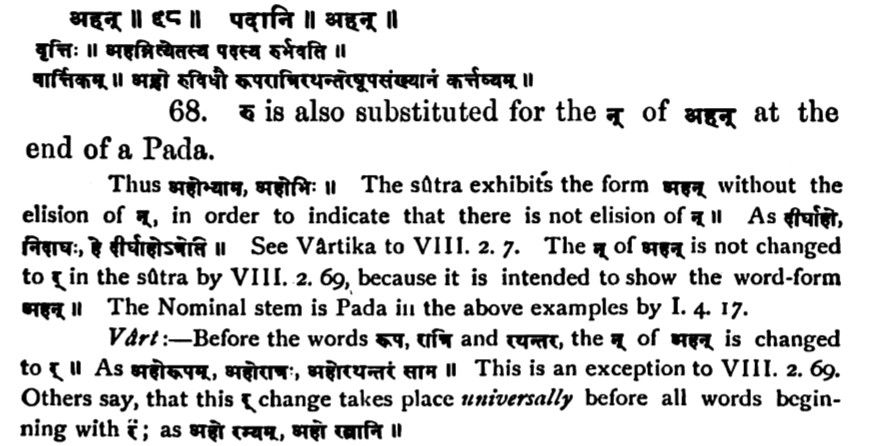 अहन् ॥ ६८ ॥ पदानि ॥ अहन् ॥
वृत्तिः ॥ अहन्नित्येतस्य पदस्य रुर्भवति ॥
वार्त्तिकम् ॥ अह्नो रुविधौ रूपरात्रिरथन्तरेषूपसंख्यानं कर्त्तव्यम् ॥
68. रु is also substituted for the न् of अहन् at the
end of a Pada.
Thus अहोभ्याम, अहोभिः ॥ The sûtra exhibits the form अहन् without the
elision of न्, in order to indicate that there is not elision of न् ॥ As दीर्घाहो,
निदाघः, हे दीर्घाहोऽत्रेति ॥ See Vârtika to VIII. 2. 7. The न् of अहन् is not changed
to र् in the sûtra by VIII. 2. 69, because it is intended to show the word-form
अहन् ॥ The Nominal stem is Pada in the above examples by I. 4. 17.
Vârt:—Before the words रूप, रात्रि and रथन्तर, the न् of अहन् is changed
to र् ॥ As अहोरूपम्, अहोरात्रः, अहोरथन्तरं साम ॥ This is an exception to VIII. 2. 69.
Others say, that this र् change takes place universally before all words begin-
ning with र्; as अहो रम्यम्, अहो रत्नानि ॥